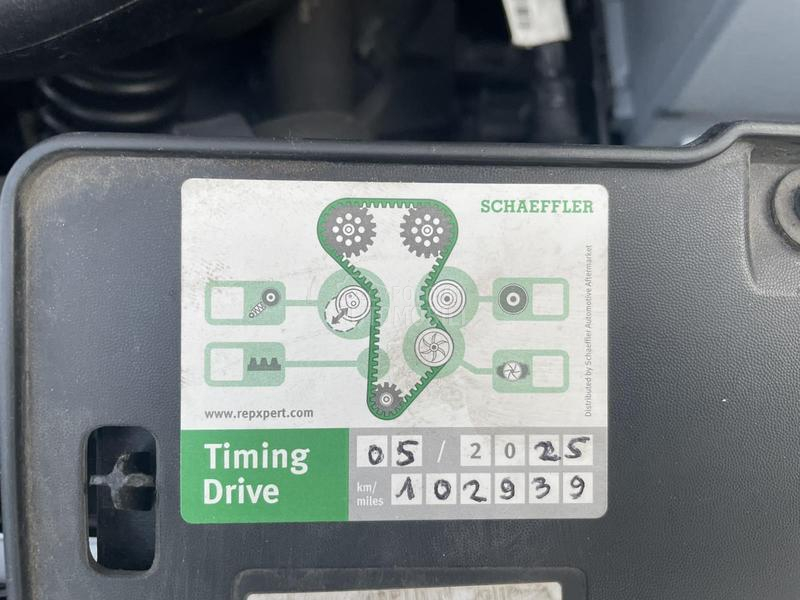 SCHAEFFLER
Distributed by Schaeffler Automotive Aftermarket
www.repxpert.com
Timing
Drive
05 / 2025
km/
miles
102939